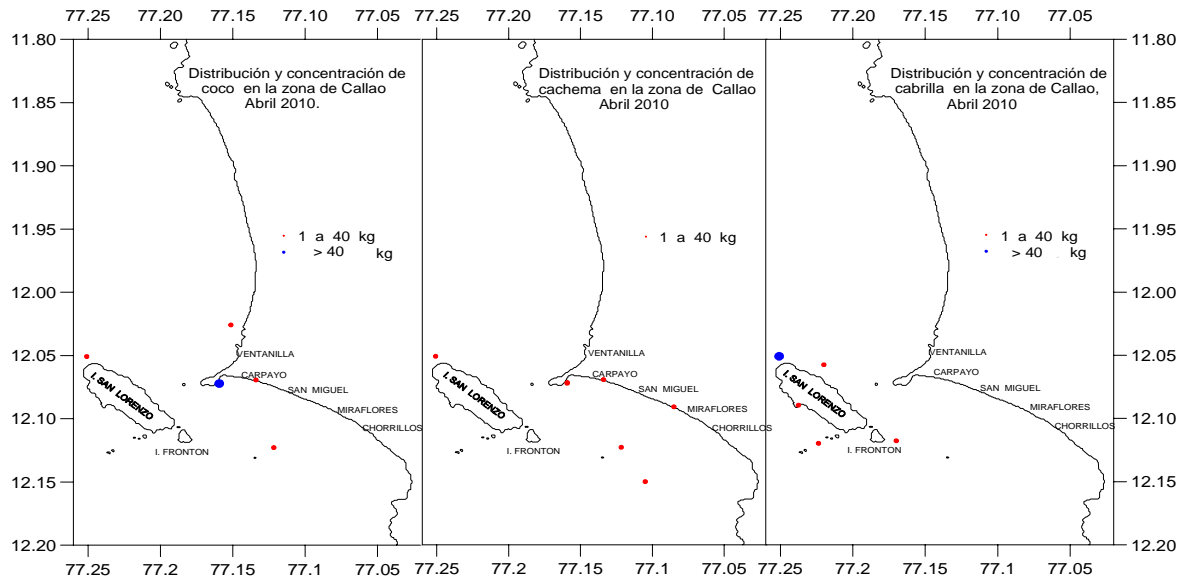 77.25 77.2 77.15 77.1 77.05 77.25 77.2 77.15 77.1 77.05 77.25 77.2 77.15 77.1 77.05
11.80
11.85
11.90
11.95
12.00
12.05
12.10
12.15
12.20
Distribución y concentración de
coco en la zona de Callao
Abril 2010.
1 a 40 kg
> 40 kg
VENTANILLA
CARPAYO
SAN MIGUEL
MIRAFLORES
CHORRILLOS
I. SAN LORENZO
I. FRONTON
Distribución y concentración de
cachema en la zona de Callao
Abril 2010
1 a 40 kg
VENTANILLA
CARPAYO
SAN MIGUEL
MIRAFLORES
CHORRILLOS
I. SAN LORENZO
I. FRONTON
Distribución y concentración de
cabrilla en la zona de Callao,
Abril 2010
1 a 40 kg
> 40 . kg
VENTANILLA
CARPAYO
SAN MIGUEL
MIRAFLORES
CHORRILLOS
I. SAN LORENZO
I. FRONTON
11.80
11.85
11.90
11.95
12.00
12.05
12.10
12.15
12.20
77.25 77.2 77.15 77.1 77.05 77.25 77.2 77.15 77.1 77.05 77.25 77.2 77.15 77.1 77.05